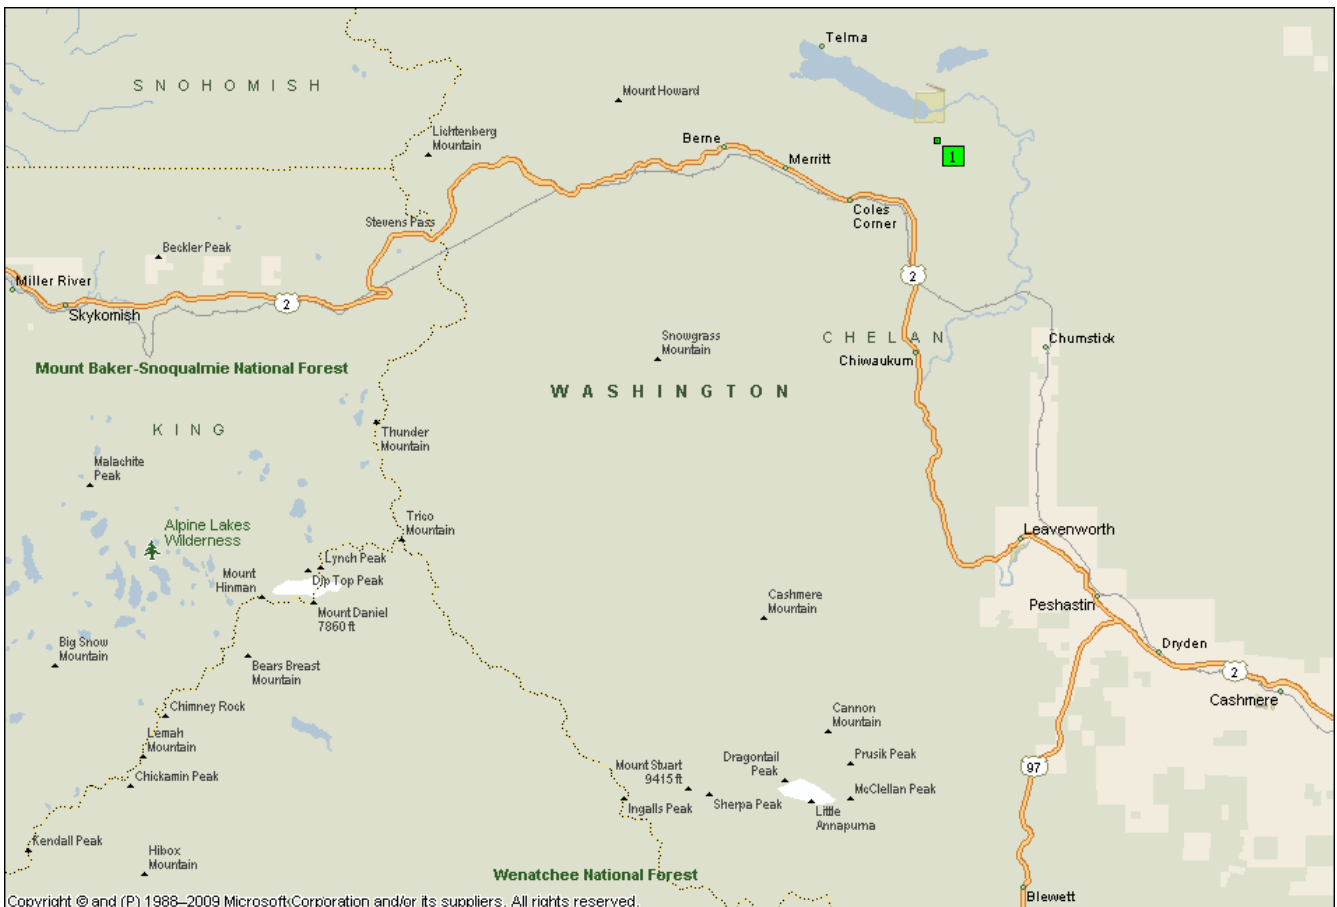 Telma
SNOHOMISH
Mount Howard
Lichtenberg
Mountain
Berne
Merritt
1
Coles
Corner
Stevens Pass
Beckler Peak
Miller River
2
2
Skykomish
Snowgrass
Mountain
CHELAN
Chumstick
Chiwaukum
Mount Baker-Snoqualmie National Forest
WASHINGTON
KING
Thunder
Mountain
Malachite
Peak
Alpine Lakes
Wilderness
Trico
Mountain
Leavenworth
Lynch Peak
Mount
Hinman
Dip Top Peak
Mount Daniel
7860 ft
Cashmere
Mountain
Peshastin
Big Snow
Mountain
Bears Breast
Mountain
Dryden
2
Cashmere
Chimney Rock
Lemah
Mountain
Cannon
Mountain
Chickamin Peak
Mount Stuart
9415 ft
Dragontail
Peak
Prusik Peak
97
Ingalls Peak
Sherpa Peak
McClellan Peak
Little
Annapurna
Kendall Peak
Hibox
Mountain
Wenatchee National Forest
Blewett
Copyright © and (P) 1988–2009 Microsoft Corporation and/or its suppliers. All rights reserved.